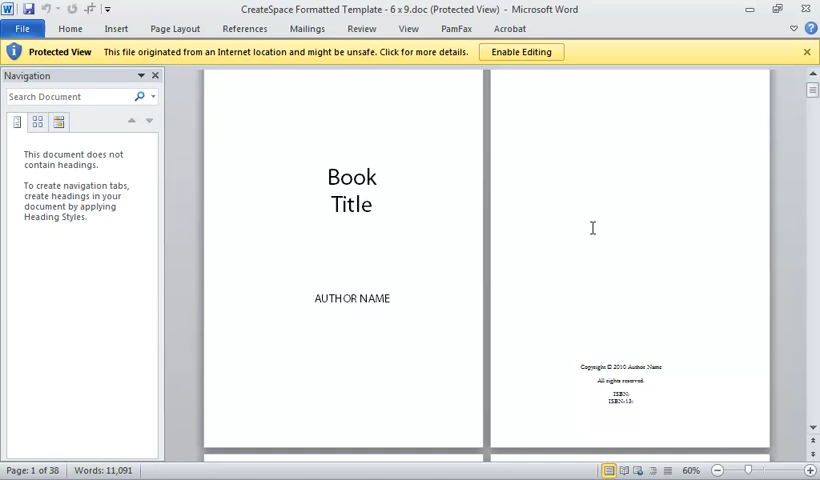 CreateSpace Formatted Template - 6 x 9.doc (Protected View) - Microsoft Word
File Home Insert Page Layout References Mailings Review View PamFax Acrobat
Protected View This file originated from an Internet location and might be unsafe. Click for more details. Enable Editing
Navigation
Search Document
This document does not
contain headings.
To create navigation tabs,
create headings in your
document by applying
Heading Styles.
Book
Title
AUTHOR NAME
Copyright © 2010 Author Name
All rights reserved.
ISBN:
ISBN-13:
Page: 1 of 38 Words: 11,091 60%